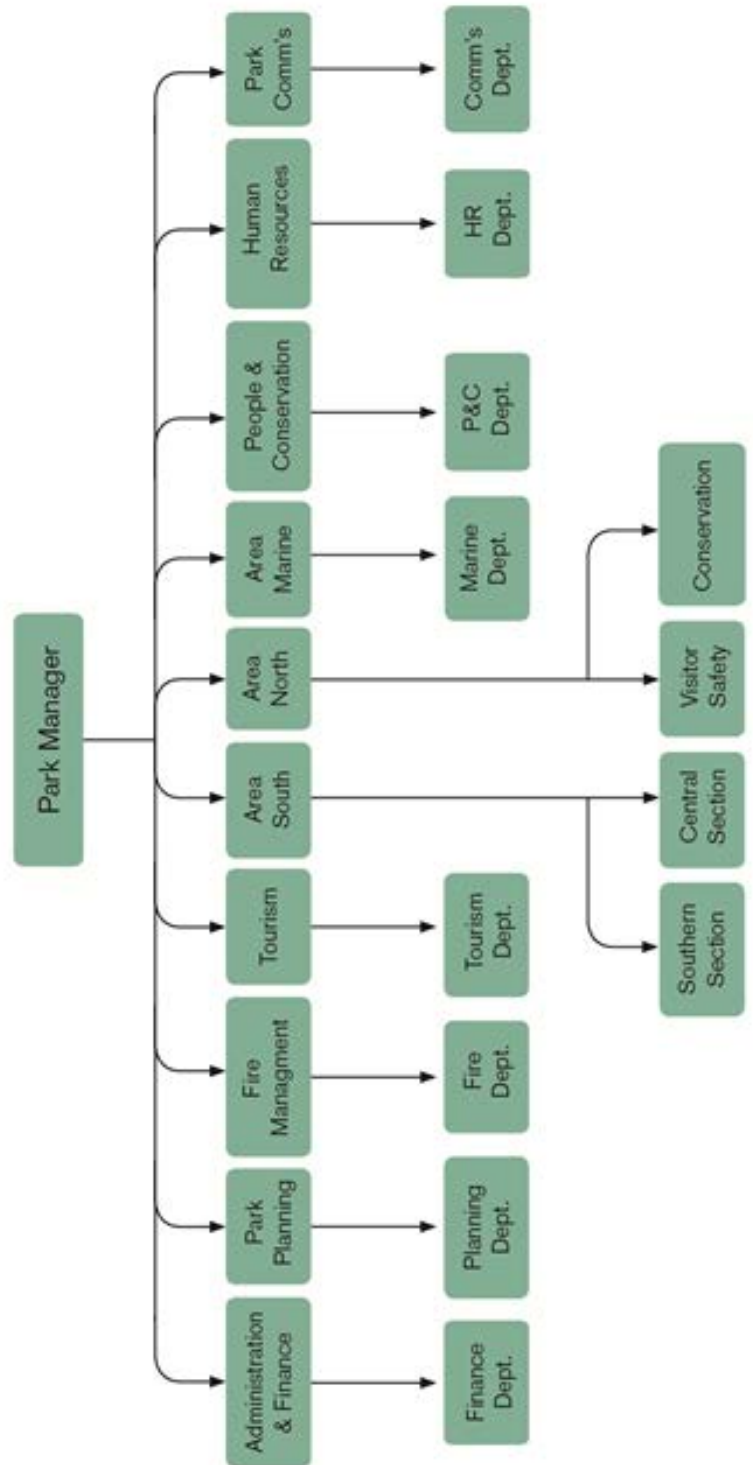 Park Manager
Administration
& Finance
Park
Planning
Fire
Managment
Tourism
Area
South
Area
North
Area
Marine
People &
Conservation
Human
Resources
Park
Comm's
Finance
Dept.
Planning
Dept.
Fire
Dept.
Tourism
Dept.
Marine
Dept.
P&C
Dept.
HR
Dept.
Comm's
Dept.
Southern
Section
Central
Section
Visitor
Safety
Conservation